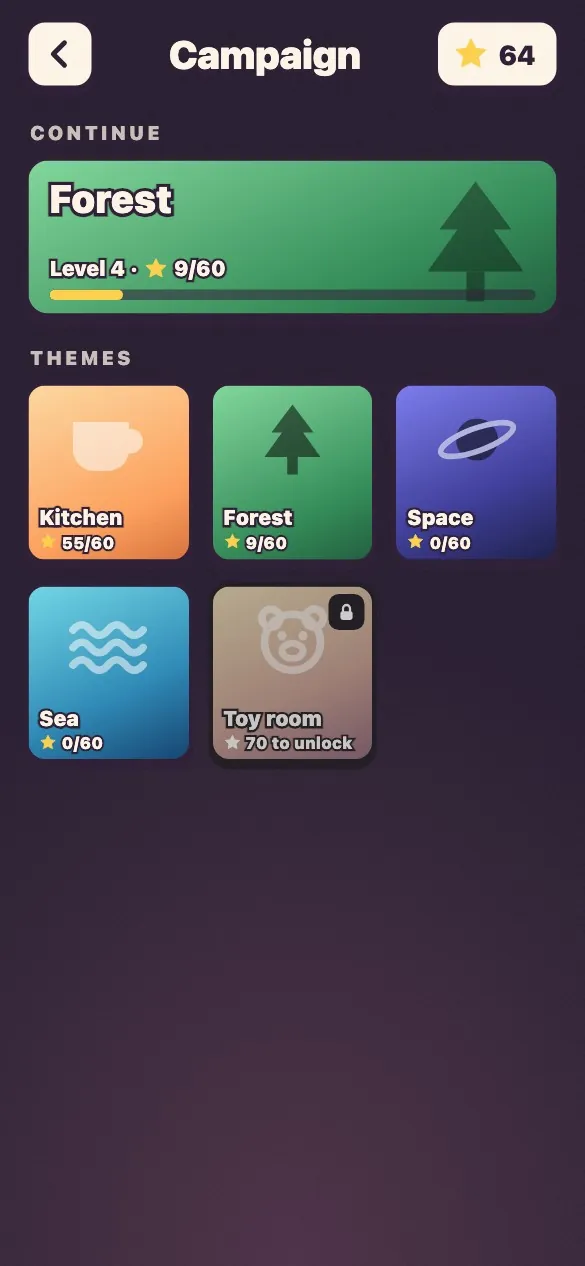 Campaign
64
CONTINUE
Forest
Level 4 · 9/60
THEMES
Kitchen
55/60
Forest
9/60
Space
0/60
Sea
0/60
Toy room
70 to unlock